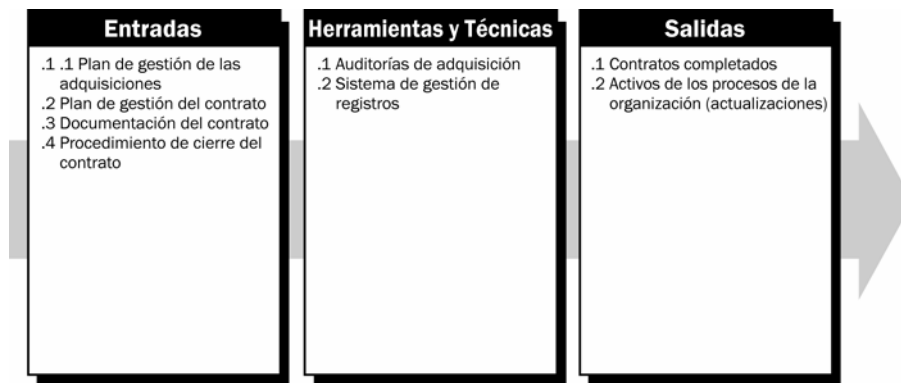 Entradas
.1 .1 Plan de gestión de las
adquisiciones
.2 Plan de gestión del contrato
.3 Documentación del contrato
.4 Procedimiento de cierre del
contrato
Herramientas y Técnicas
.1 Auditorías de adquisición
.2 Sistema de gestión de
registros
Salidas
.1 Contratos completados
.2 Activos de los procesos de la
organización (actualizaciones)